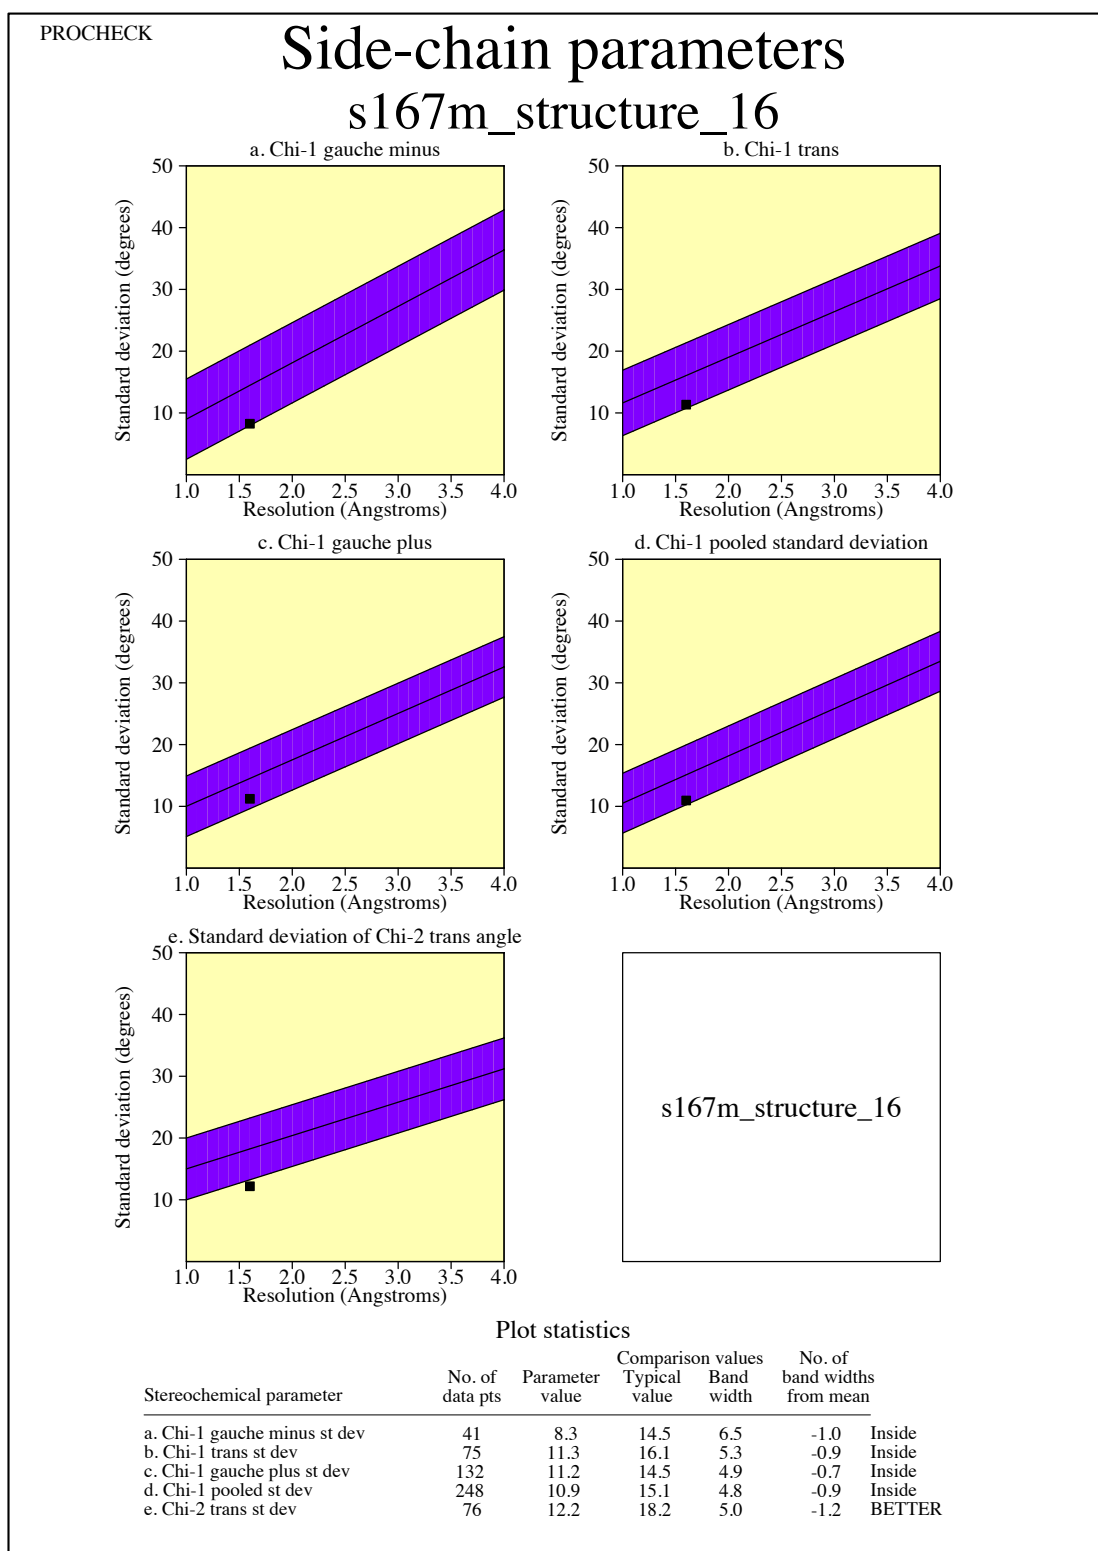 PROCHECK
Side-chain parameters
s167m_structure_16
a. Chi-1 gauche minus
50
40
30
20
10
Standard deviation (degrees)
1.0 1.5 2.0 2.5 3.0 3.5 4.0
Resolution (Angstroms)
b. Chi-1 trans
50
40
30
20
10
Standard deviation (degrees)
1.0 1.5 2.0 2.5 3.0 3.5 4.0
Resolution (Angstroms)
c. Chi-1 gauche plus
50
40
30
20
10
Standard deviation (degrees)
1.0 1.5 2.0 2.5 3.0 3.5 4.0
Resolution (Angstroms)
d. Chi-1 pooled standard deviation
50
40
30
20
10
Standard deviation (degrees)
1.0 1.5 2.0 2.5 3.0 3.5 4.0
Resolution (Angstroms)
e. Standard deviation of Chi-2 trans angle
50
40
30
20
10
Standard deviation (degrees)
1.0 1.5 2.0 2.5 3.0 3.5 4.0
Resolution (Angstroms)
s167m_structure_16
Plot statistics
Comparison values No. of
No. of Parameter Typical Band band widths
Stereochemical parameter data pts value value width from mean
a. Chi-1 gauche minus st dev 41 8.3 14.5 6.5 -1.0 Inside
b. Chi-1 trans st dev 75 11.3 16.1 5.3 -0.9 Inside
c. Chi-1 gauche plus st dev 132 11.2 14.5 4.9 -0.7 Inside
d. Chi-1 pooled st dev 248 10.9 15.1 4.8 -0.9 Inside
e. Chi-2 trans st dev 76 12.2 18.2 5.0 -1.2 BETTER